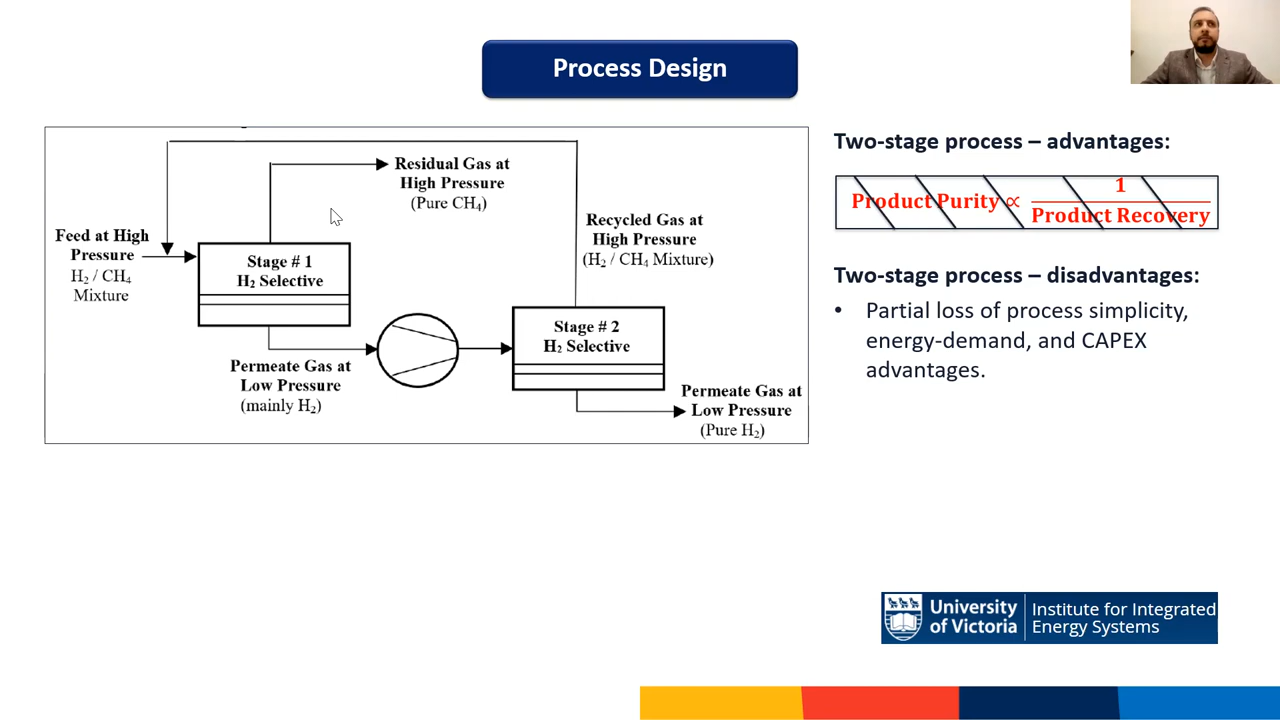 Process Design
Residual Gas at
High Pressure
(Pure CH₄)
Feed at High
Pressure
H₂ / CH₄
Mixture
Stage # 1
H₂ Selective
Recycled Gas at
High Pressure
(H₂ / CH₄ Mixture)
Stage # 2
H₂ Selective
Permeate Gas at
Low Pressure
(mainly H₂)
Permeate Gas at
Low Pressure
(Pure H₂)
Two-stage process – advantages:
Product Purity ∝ 1 / Product Recovery
Two-stage process – disadvantages:
• Partial loss of process simplicity,
energy-demand, and CAPEX
advantages.
University
of Victoria
Institute for Integrated
Energy Systems